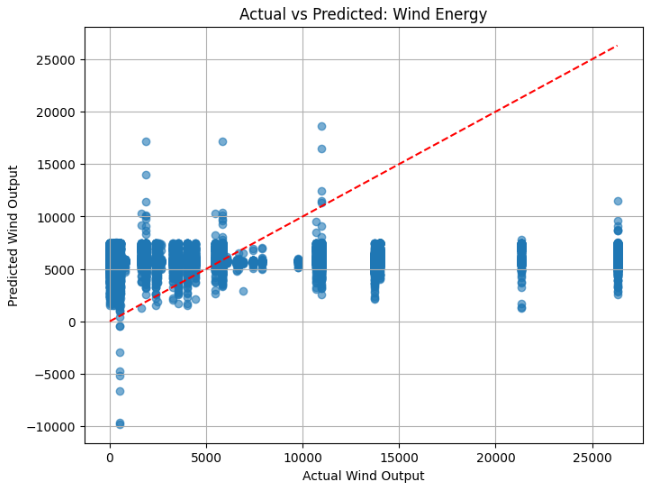 Actual vs Predicted: Wind Energy
Predicted Wind Output
25000
20000
15000
10000
5000
0
−5000
−10000
0 5000 10000 15000 20000 25000
Actual Wind Output